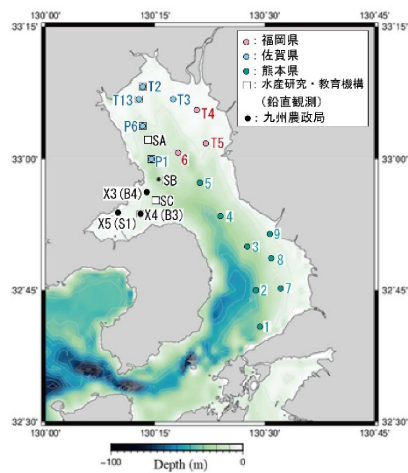 130°00' 130°15' 130°30' 130°45'
33°15' 33°15'
●: 福岡県
●: 佐賀県
●: 熊本県
□: 水産研究・教育機構
(鉛直観測)
●: 九州農政局
T2
T13
T3
T4
P6
SA
T5
6
33°00' 33°00'
P1
SB
5
X3 (B4)
SC
4
X5 (S1)
X4 (B3)
9
3
8
32°45' 32°45'
2
7
1
32°30' 32°30'
130°00' 130°15' 130°30' 130°45'
-100 0
Depth (m)